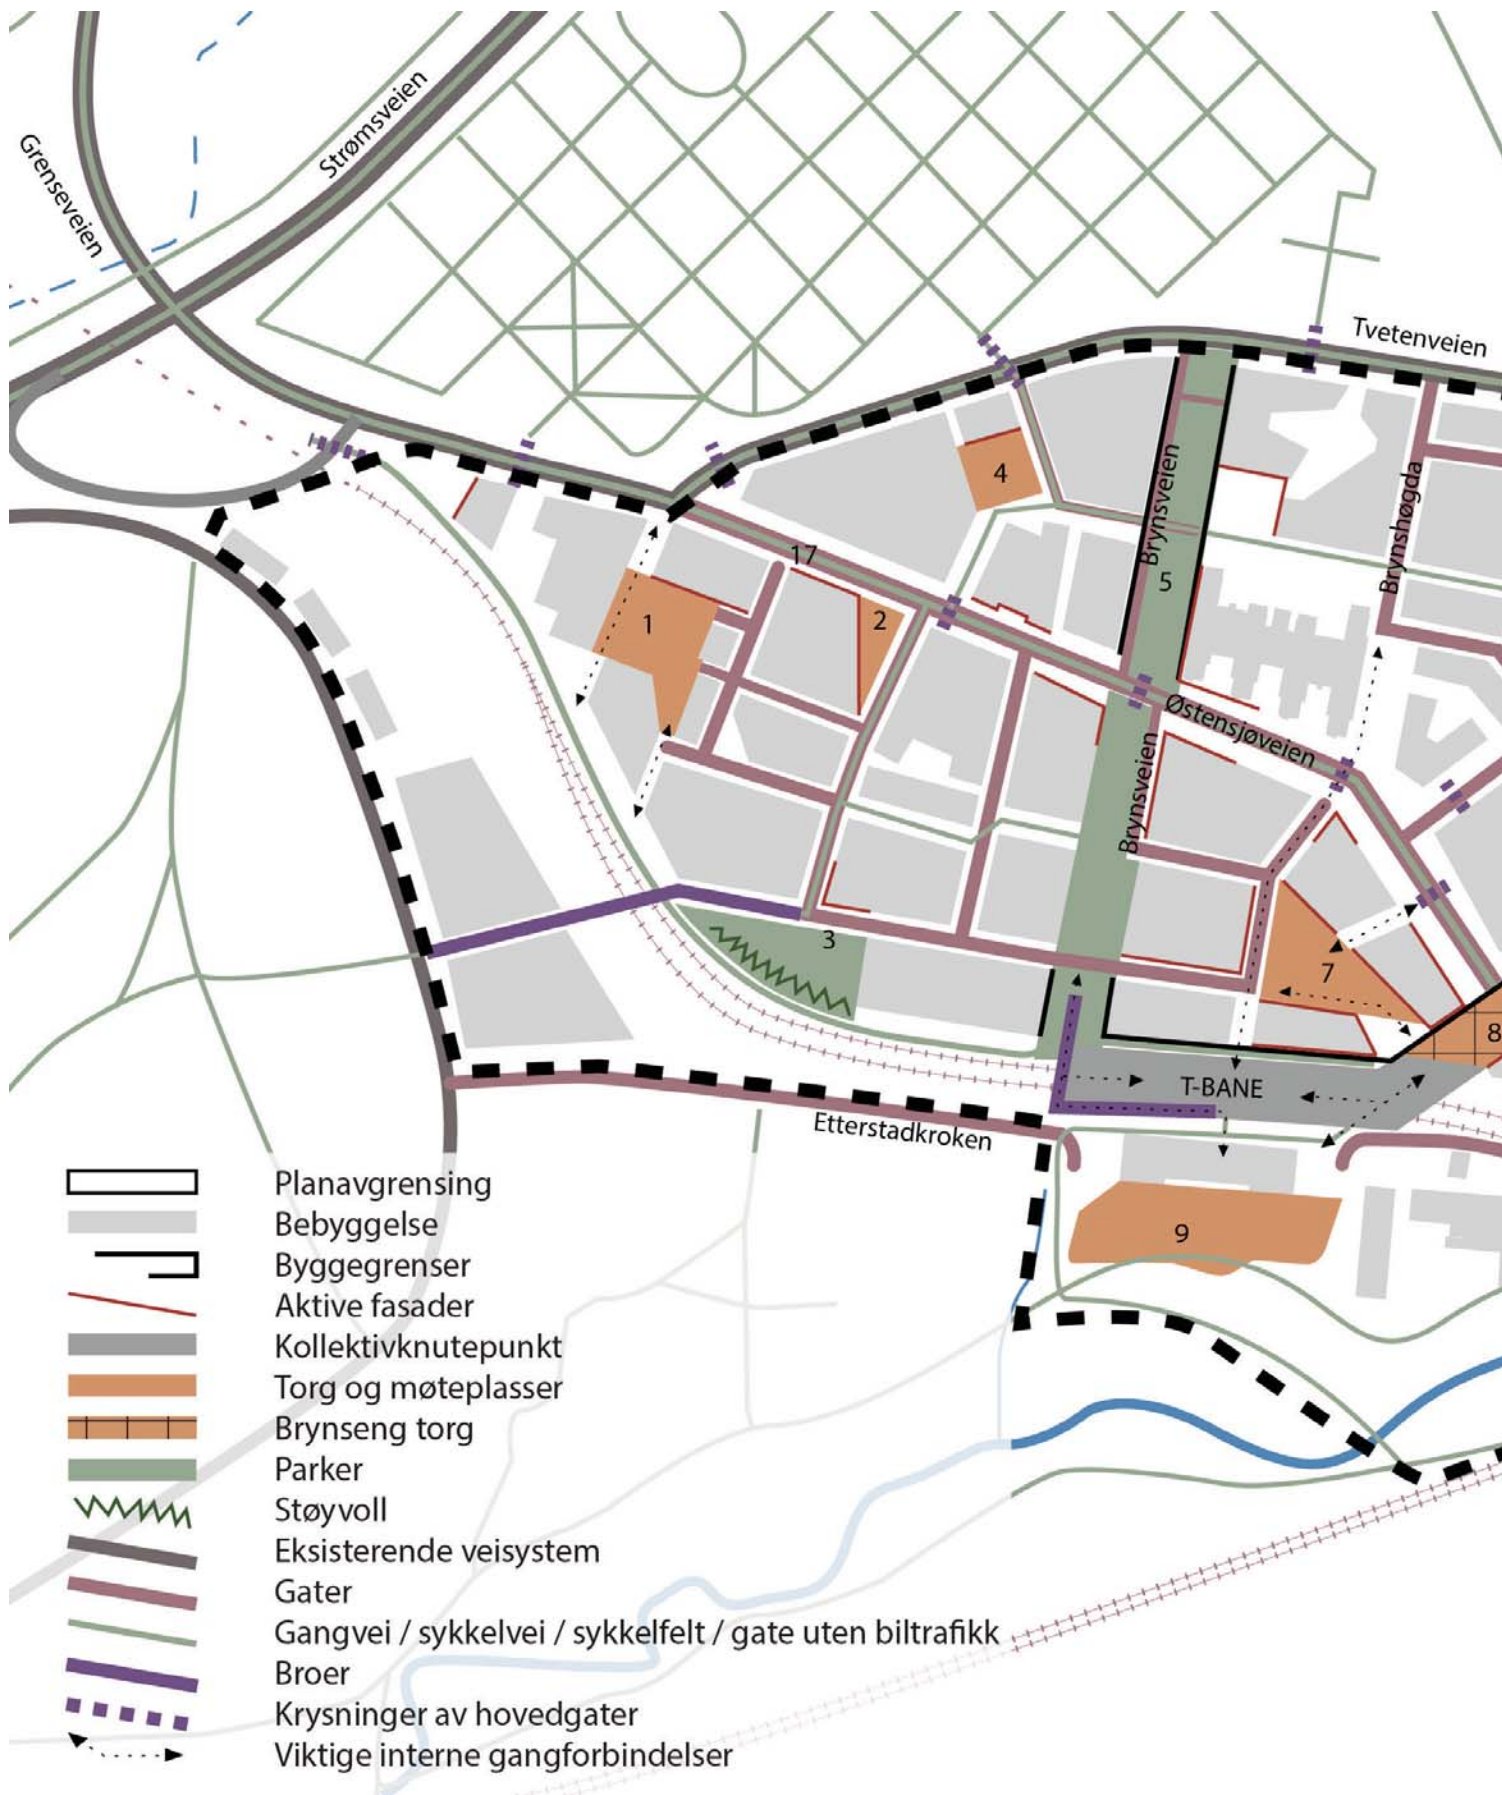 Grenseveien
Strømsveien
Tvetenveien
4
Brynsveien
Brynshøgda
17
5
1
2
Østensjøveien
Brynsveien
3
7
8
T-BANE
Etterstadkroken
9
Planavgrensing
Bebyggelse
Byggegrenser
Aktive fasader
Kollektivknutepunkt
Torg og møteplasser
Brynseng torg
Parker
Støyvoll
Eksisterende veisystem
Gater
Gangvei / sykkelvei / sykkelfelt / gate uten biltrafikk
Broer
Krysninger av hovedgater
Viktige interne gangforbindelser